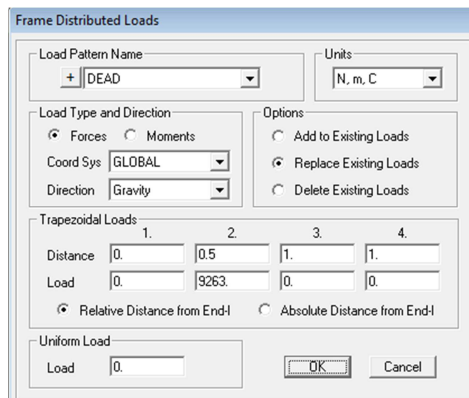 Frame Distributed Loads
Load Pattern Name
+ DEAD
Units
N, m, C
Load Type and Direction
Forces Moments
Coord Sys GLOBAL
Direction Gravity
Options
Add to Existing Loads
Replace Existing Loads
Delete Existing Loads
Trapezoidal Loads
1. 2. 3. 4.
Distance 0. 0.5 1. 1.
Load 0. 9263. 0. 0.
Relative Distance from End-I Absolute Distance from End-I
Uniform Load
Load 0.
OK Cancel